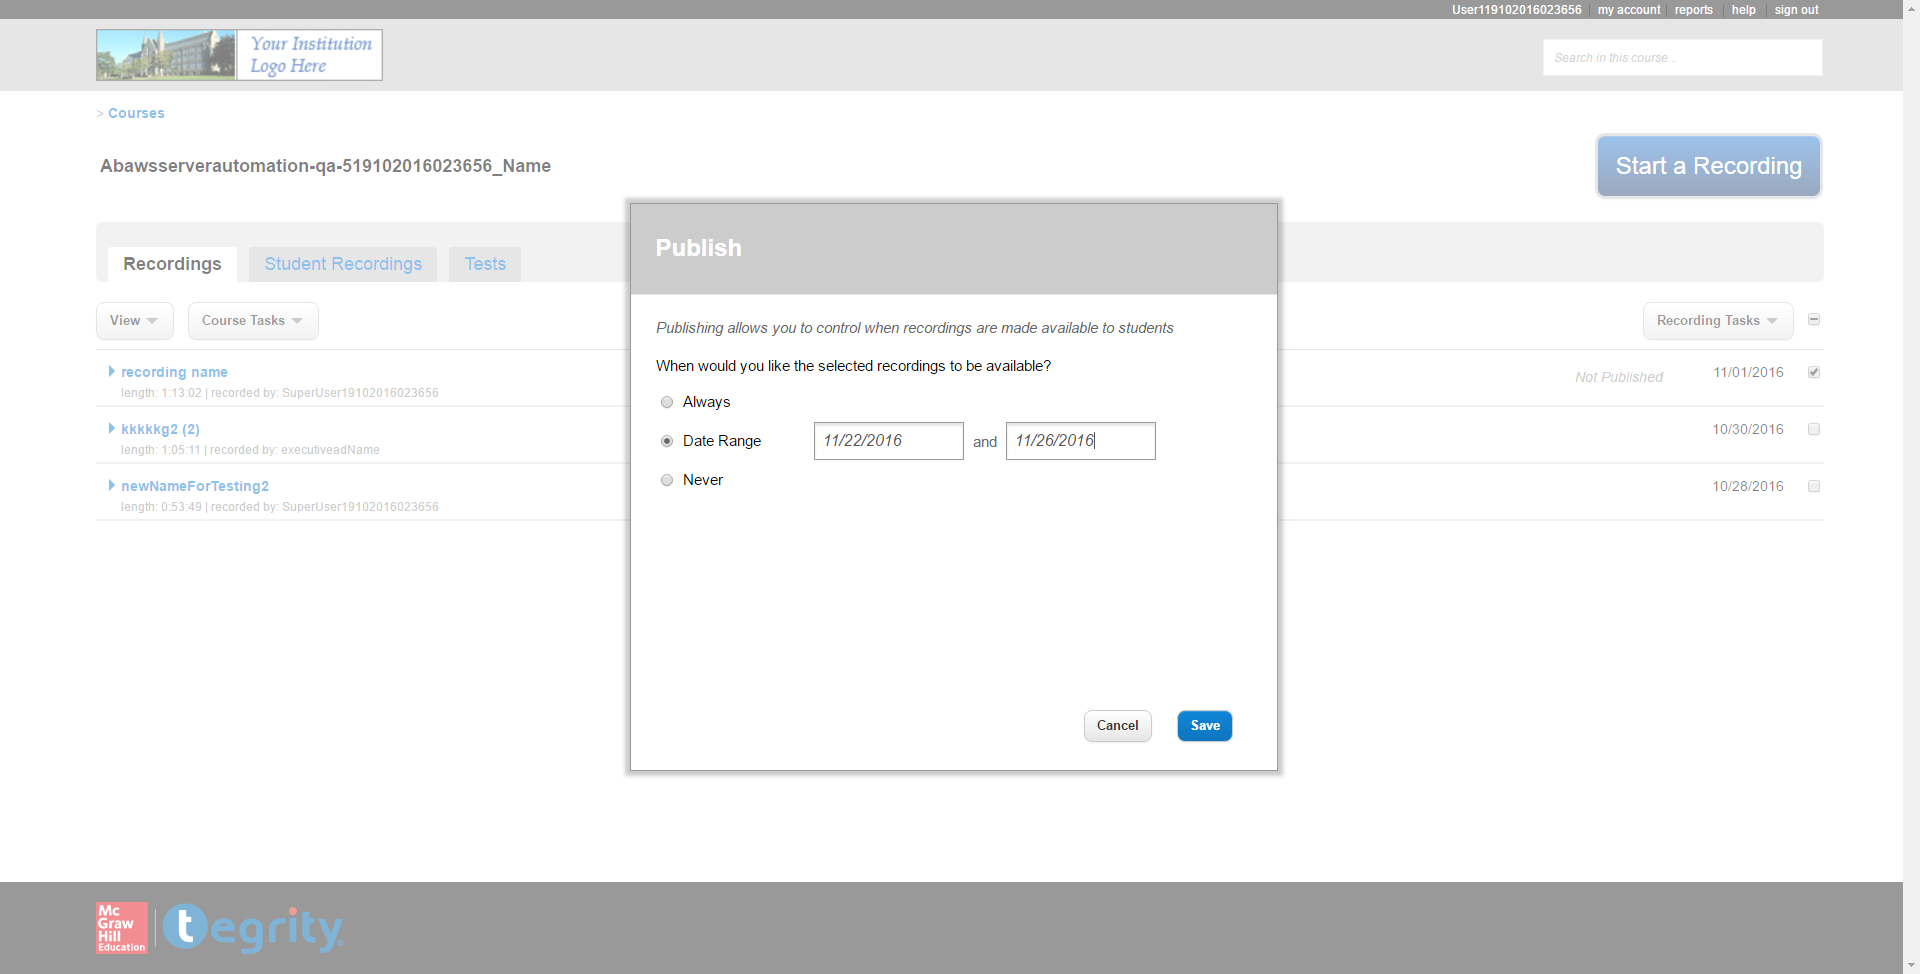 User119102016023656 my account reports help sign out
Your Institution
Logo Here
Search in this course...
> Courses
Abawsserverautomation-qa-519102016023656_Name
Start a Recording
Recordings Student Recordings Tests
View Course Tasks
Recording Tasks
recording name
length: 1:13:02 | recorded by: SuperUser19102016023656
Not Published 11/01/2016
kkkkkg2 (2)
length: 1:05:11 | recorded by: executiveadName
10/30/2016
newNameForTesting2
length: 0:53:49 | recorded by: SuperUser19102016023656
10/28/2016
Publish
Publishing allows you to control when recordings are made available to students
When would you like the selected recordings to be available?
Always
Date Range 11/22/2016 and 11/26/2016
Never
Cancel Save
Mc
Graw
Hill
Education
tegrity